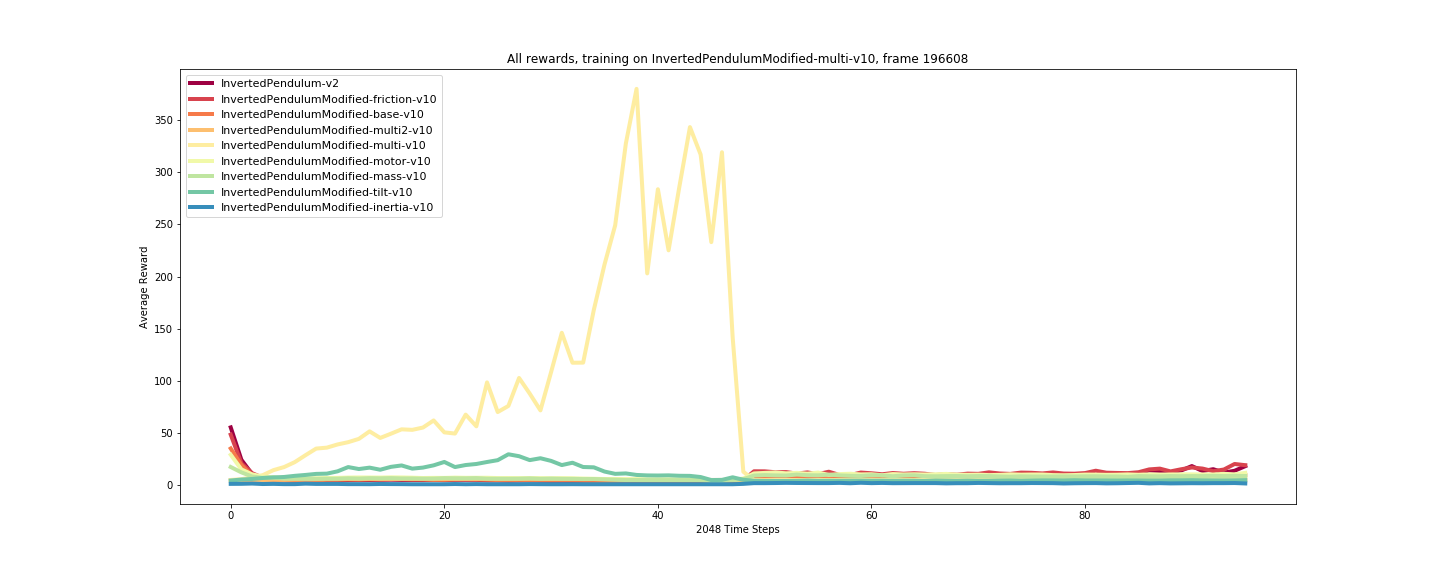 All rewards, training on InvertedPendulumModified-multi-v10, frame 196608
InvertedPendulum-v2
InvertedPendulumModified-friction-v10
InvertedPendulumModified-base-v10
InvertedPendulumModified-multi2-v10
InvertedPendulumModified-multi-v10
InvertedPendulumModified-motor-v10
InvertedPendulumModified-mass-v10
InvertedPendulumModified-tilt-v10
InvertedPendulumModified-inertia-v10
Average Reward
350
300
250
200
150
100
50
0
0 20 40 60 80
2048 Time Steps